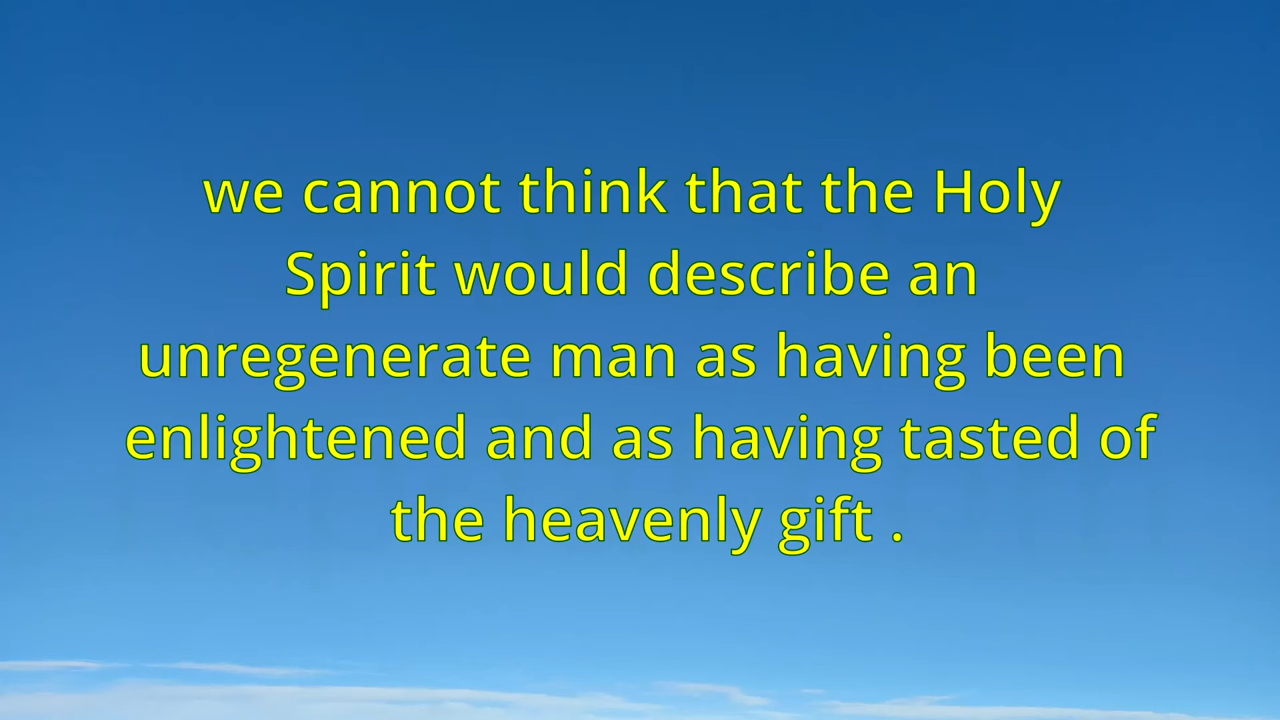 we cannot think that the Holy
Spirit would describe an
unregenerate man as having been
enlightened and as having tasted of
the heavenly gift .